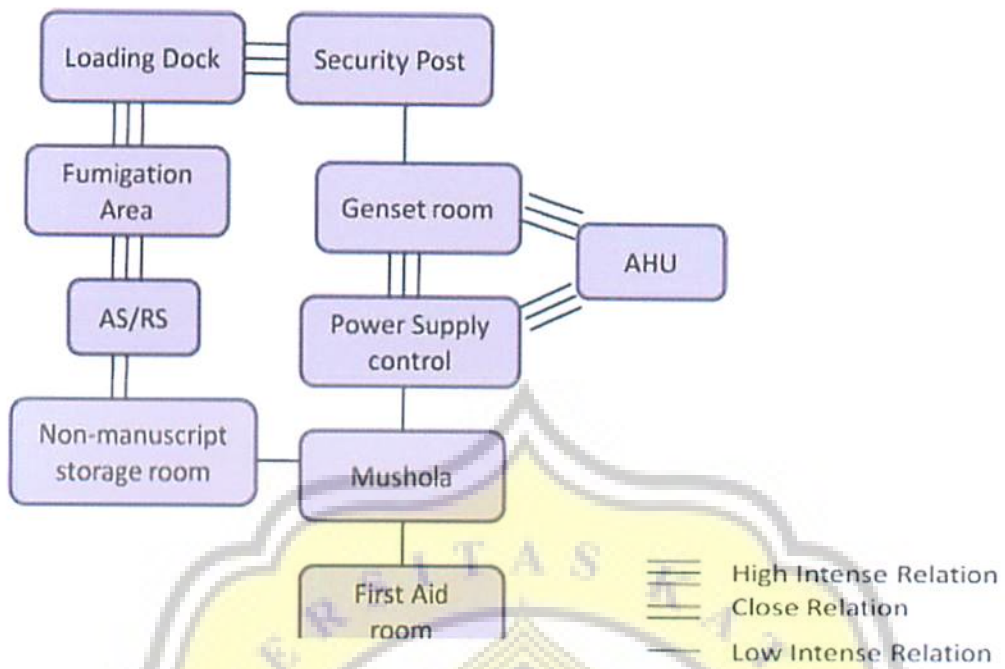 Loading Dock
Security Post
Fumigation
Area
Genset room
AHU
AS/RS
Power Supply
control
Non-manuscript
storage room
Mushola
First Aid
room
High Intense Relation
Close Relation
Low Intense Relation